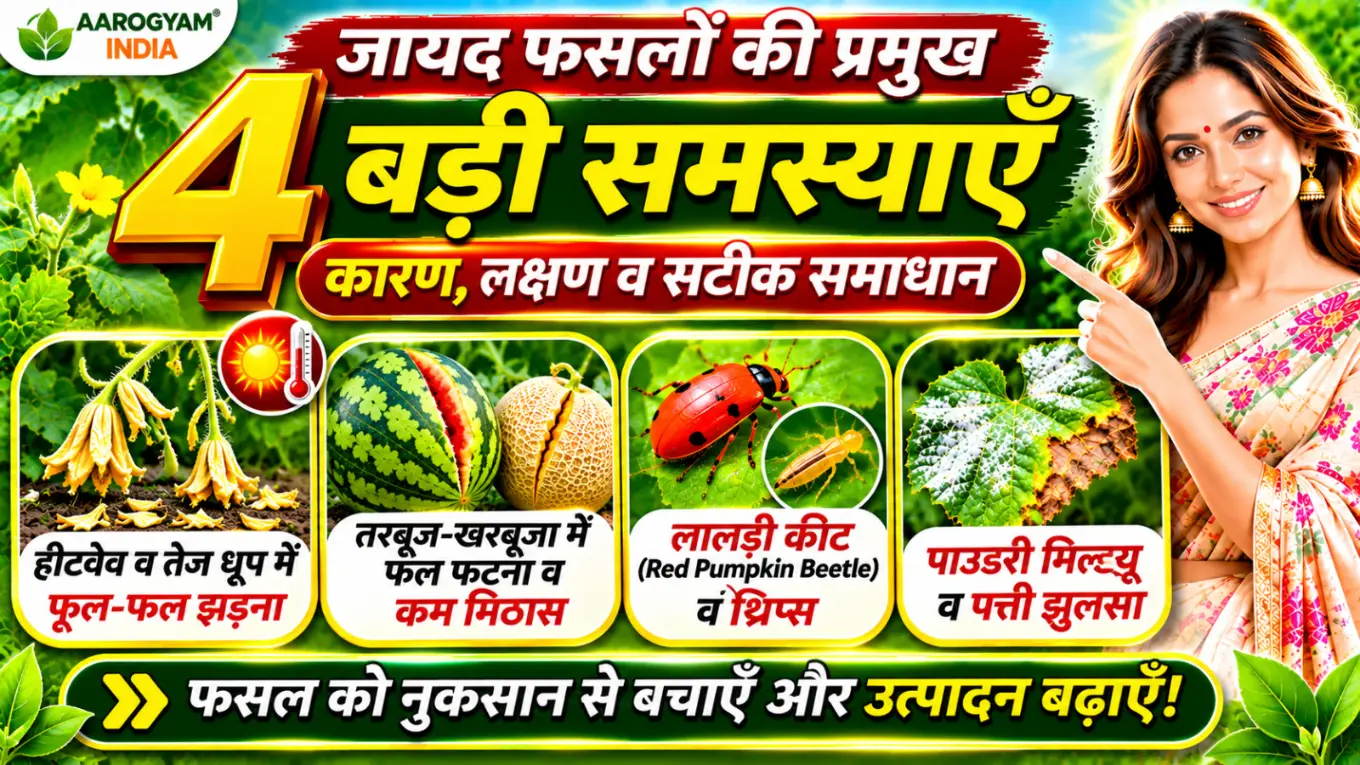 AAROGYAM®
INDIA
जायद फसलों की प्रमुख
4 बड़ी समस्याएँ
कारण, लक्षण व सटीक समाधान
हीटवेव व तेज धूप में
फूल-फल झड़ना
तरबूज-खरबूजा में
फल फटना व
कम मिठास
लालड़ी कीट
(Red Pumpkin Beetle)
वं थ्रिप्स
पाउडरी मिल्ड्यू
व पत्ती झुलसा
फसल को नुकसान से बचाएँ और उत्पादन बढ़ाएँ!